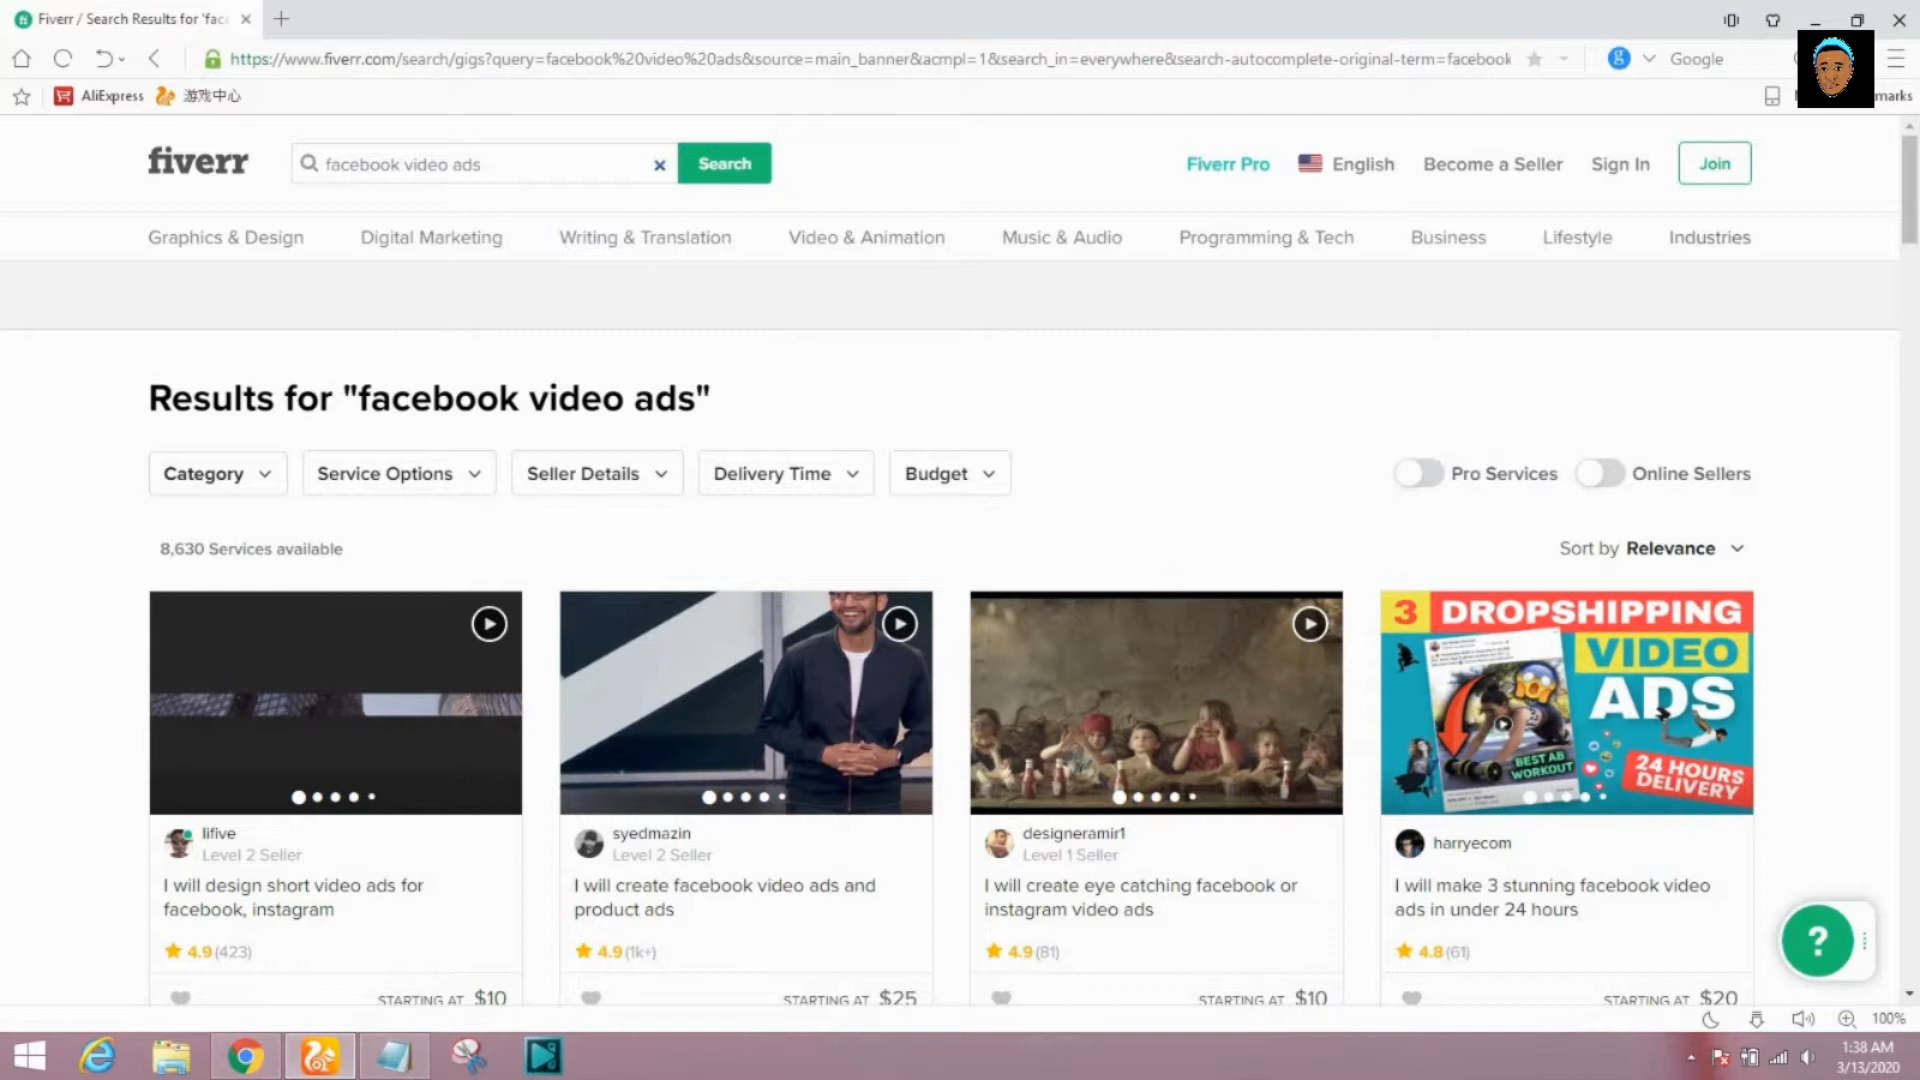 Fiverr / Search Results for 'fac
https://www.fiverr.com/search/gigs?query=facebook%20video%20ads&source=main_banner&acmpl=1&search_in=everywhere&search-autocomplete-original-term=facebook
Google
AliExpress
游戏中心
marks
fiverr
facebook video ads
Search
Fiverr Pro
English
Become a Seller
Sign In
Join
Graphics & Design
Digital Marketing
Writing & Translation
Video & Animation
Music & Audio
Programming & Tech
Business
Lifestyle
Industries
Results for "facebook video ads"
Category
Service Options
Seller Details
Delivery Time
Budget
Pro Services
Online Sellers
8,630 Services available
Sort by Relevance
3 DROPSHIPPING
VIDEO
ADS
BEST AB
WORKOUT
24 HOURS
DELIVERY
lifive
Level 2 Seller
I will design short video ads for
facebook, instagram
4.9 (423)
STARTING AT $10
syedmazin
Level 2 Seller
I will create facebook video ads and
product ads
4.9 (1k+)
STARTING AT $25
designeramir1
Level 1 Seller
I will create eye catching facebook or
instagram video ads
4.9 (81)
STARTING AT $10
harryecom
I will make 3 stunning facebook video
ads in under 24 hours
4.8 (61)
STARTING AT $20
?
100%
1:38 AM
3/13/2020